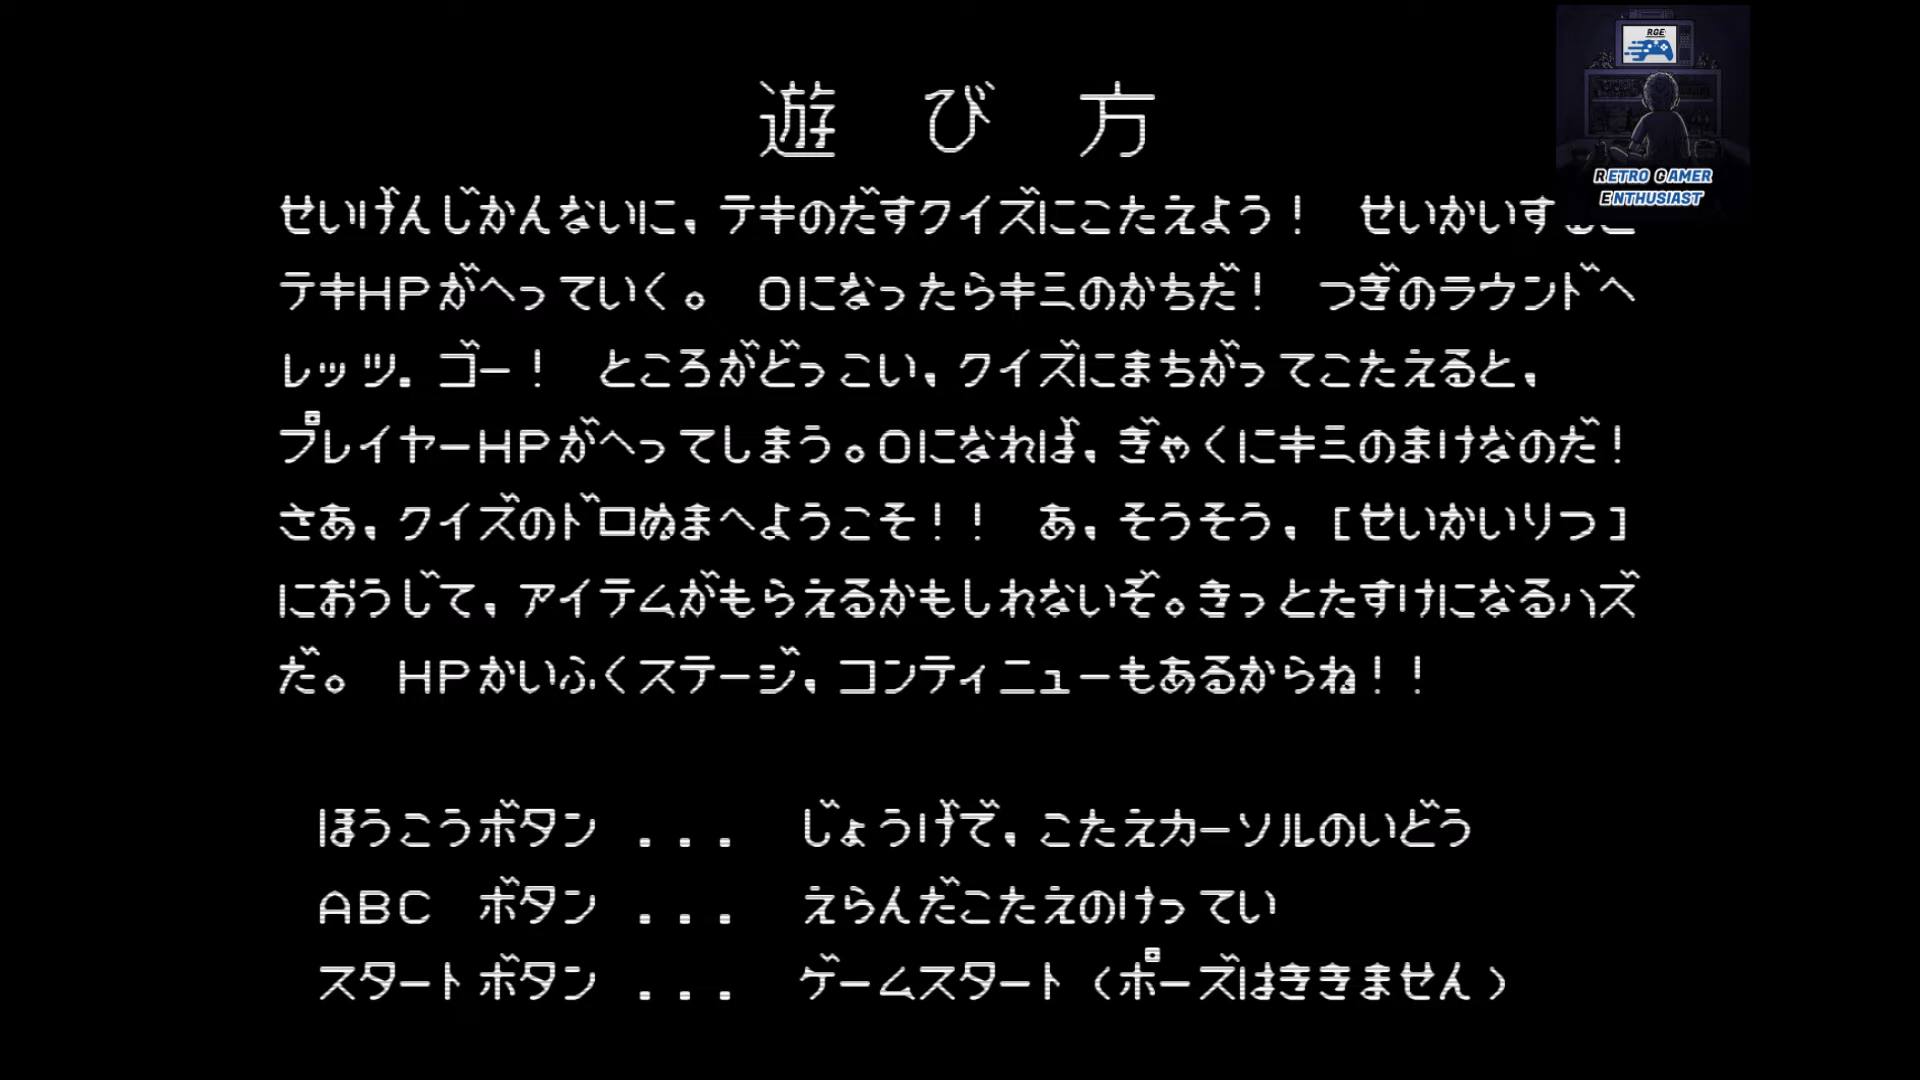 遊び方
RGE
RETRO GAMER
ENTHUSIAST
せいげんじかんないに，テキのだすクイズにこたえよう！　せいかいす
テキHPがへっていく。　0になったらキミのかちだ！　つぎのラウンドへ
レッツ．ゴー！　ところがどっこい，クイズにまちがってこたえると，
プレイヤーHPがへってしまう。0になれば，ぎゃくにキミのまけなのだ！
さあ，クイズのドロぬまへようこそ！！　あ，そうそう，[せいかいりつ]
におうじて，アイテムがもらえるかもしれないぞ。きっとたすけになるハズ
だ。　HPかいふくステージ，コンティニューもあるからね！！
ほうこうボタン ．．．　じょうげで，こたえカーソルのいどう
ABC　ボタン ．．．　えらんだこたえのけってい
スタートボタン ．．．　ゲームスタート（ポーズはききません）